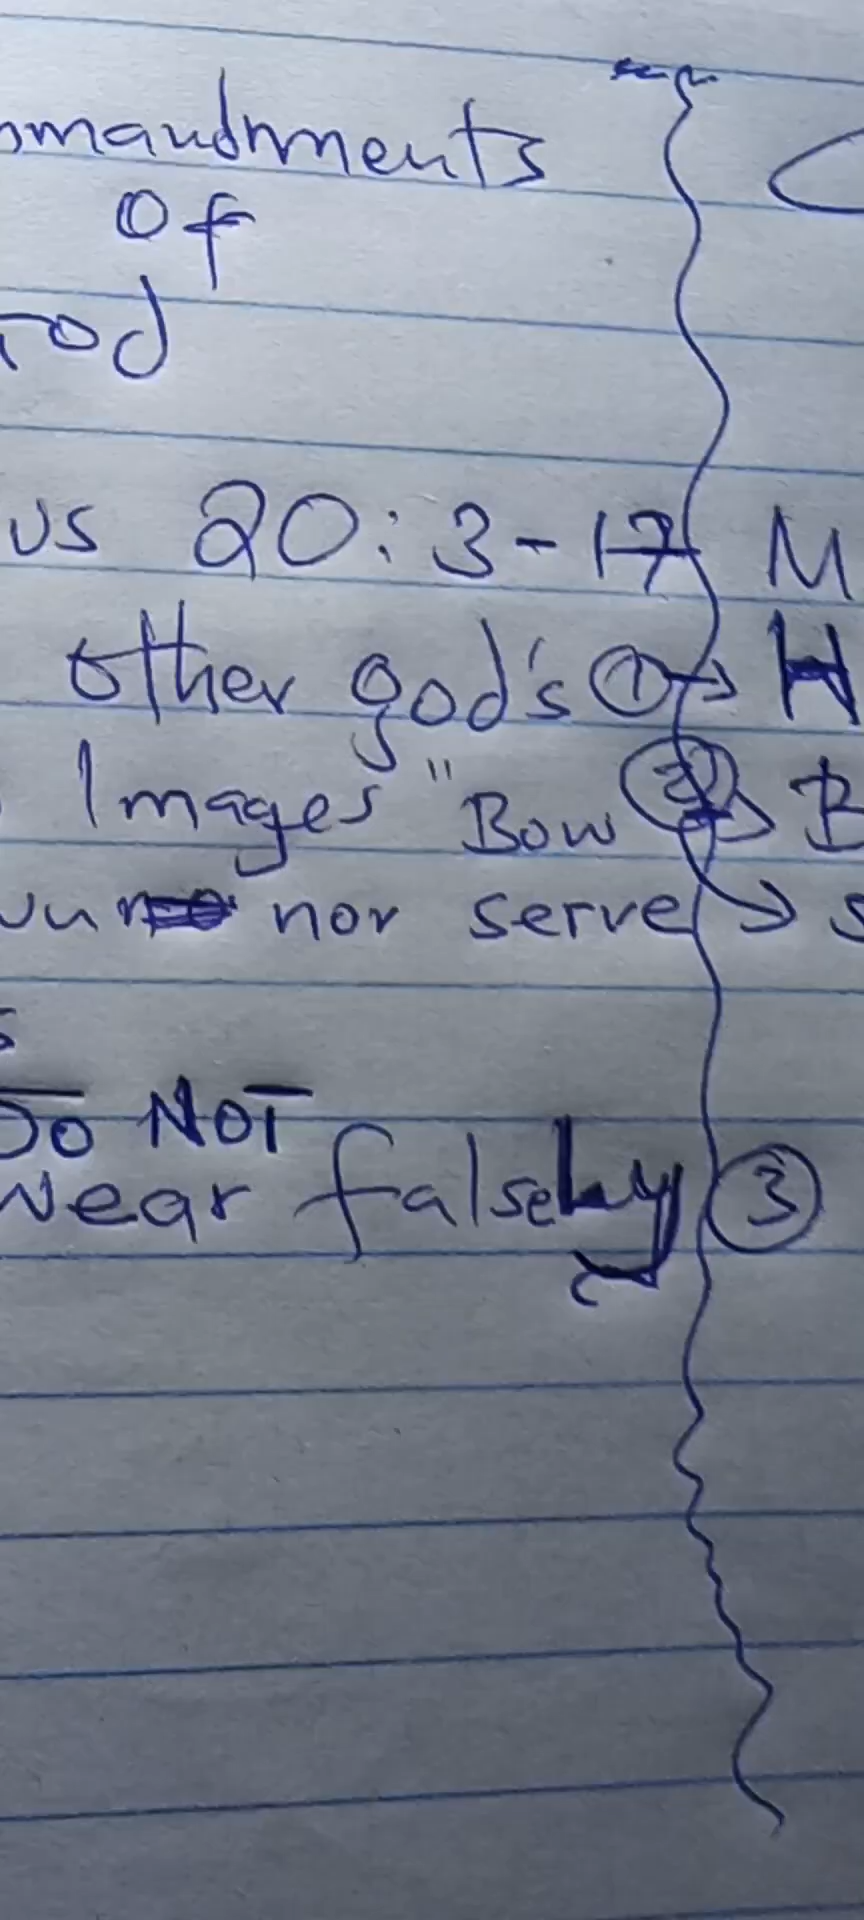 mmandments
of
od
us 20:3-17 M
other god's ① → H
Images "Bow ② B
nor serve → s
s
Do NOT
wear falsely ③